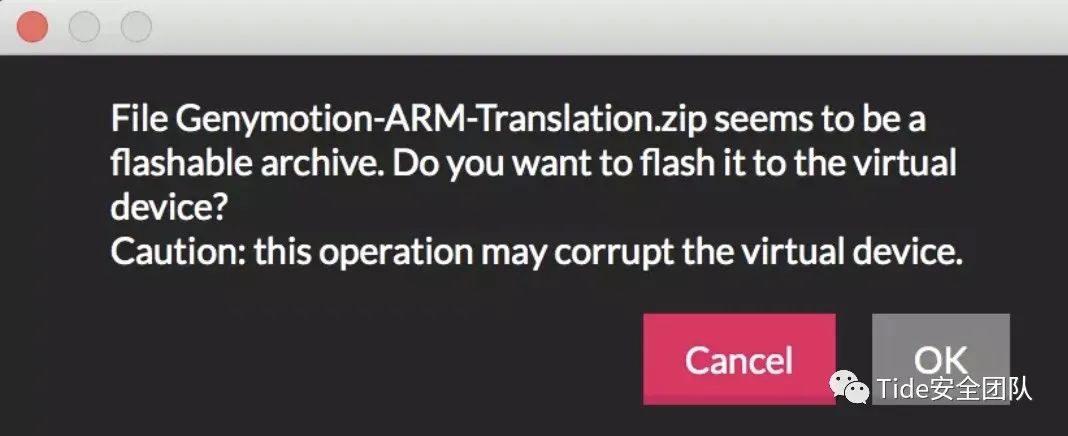 File Genymotion-ARM-Translation.zip seems to be a
flashable archive. Do you want to flash it to the virtual
device?
Caution: this operation may corrupt the virtual device.
Cancel
OK
Tide安全团队